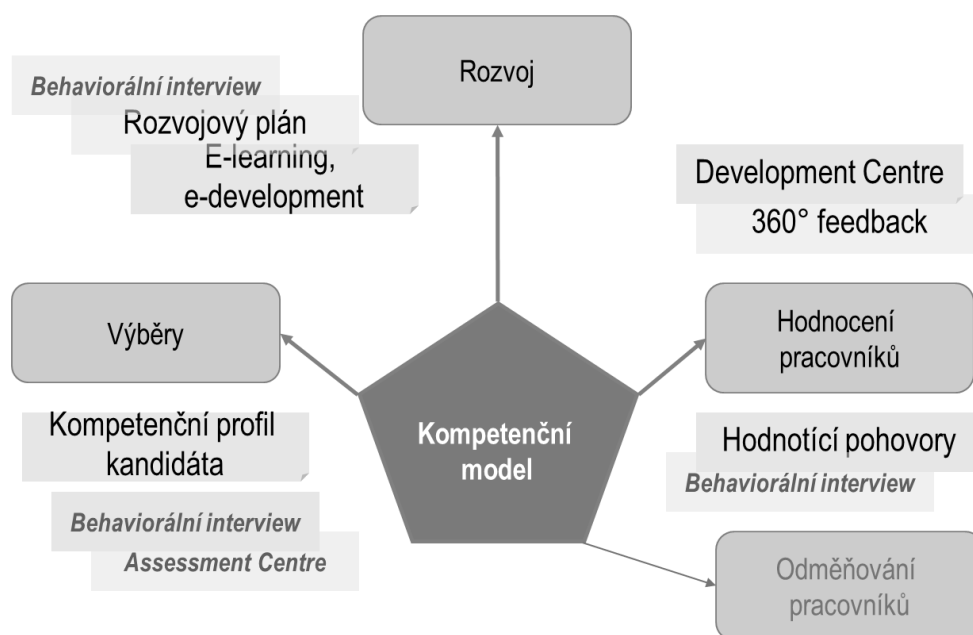 Rozvoj
Behaviorální interview
Rozvojový plán
E-learning,
e-development
Development Centre
360° feedback
Výběry
Hodnocení
pracovníků
Kompetenční
model
Kompetenční profil
kandidáta
Behaviorální interview
Assessment Centre
Hodnotící pohovory
Behaviorální interview
Odměňování
pracovníků